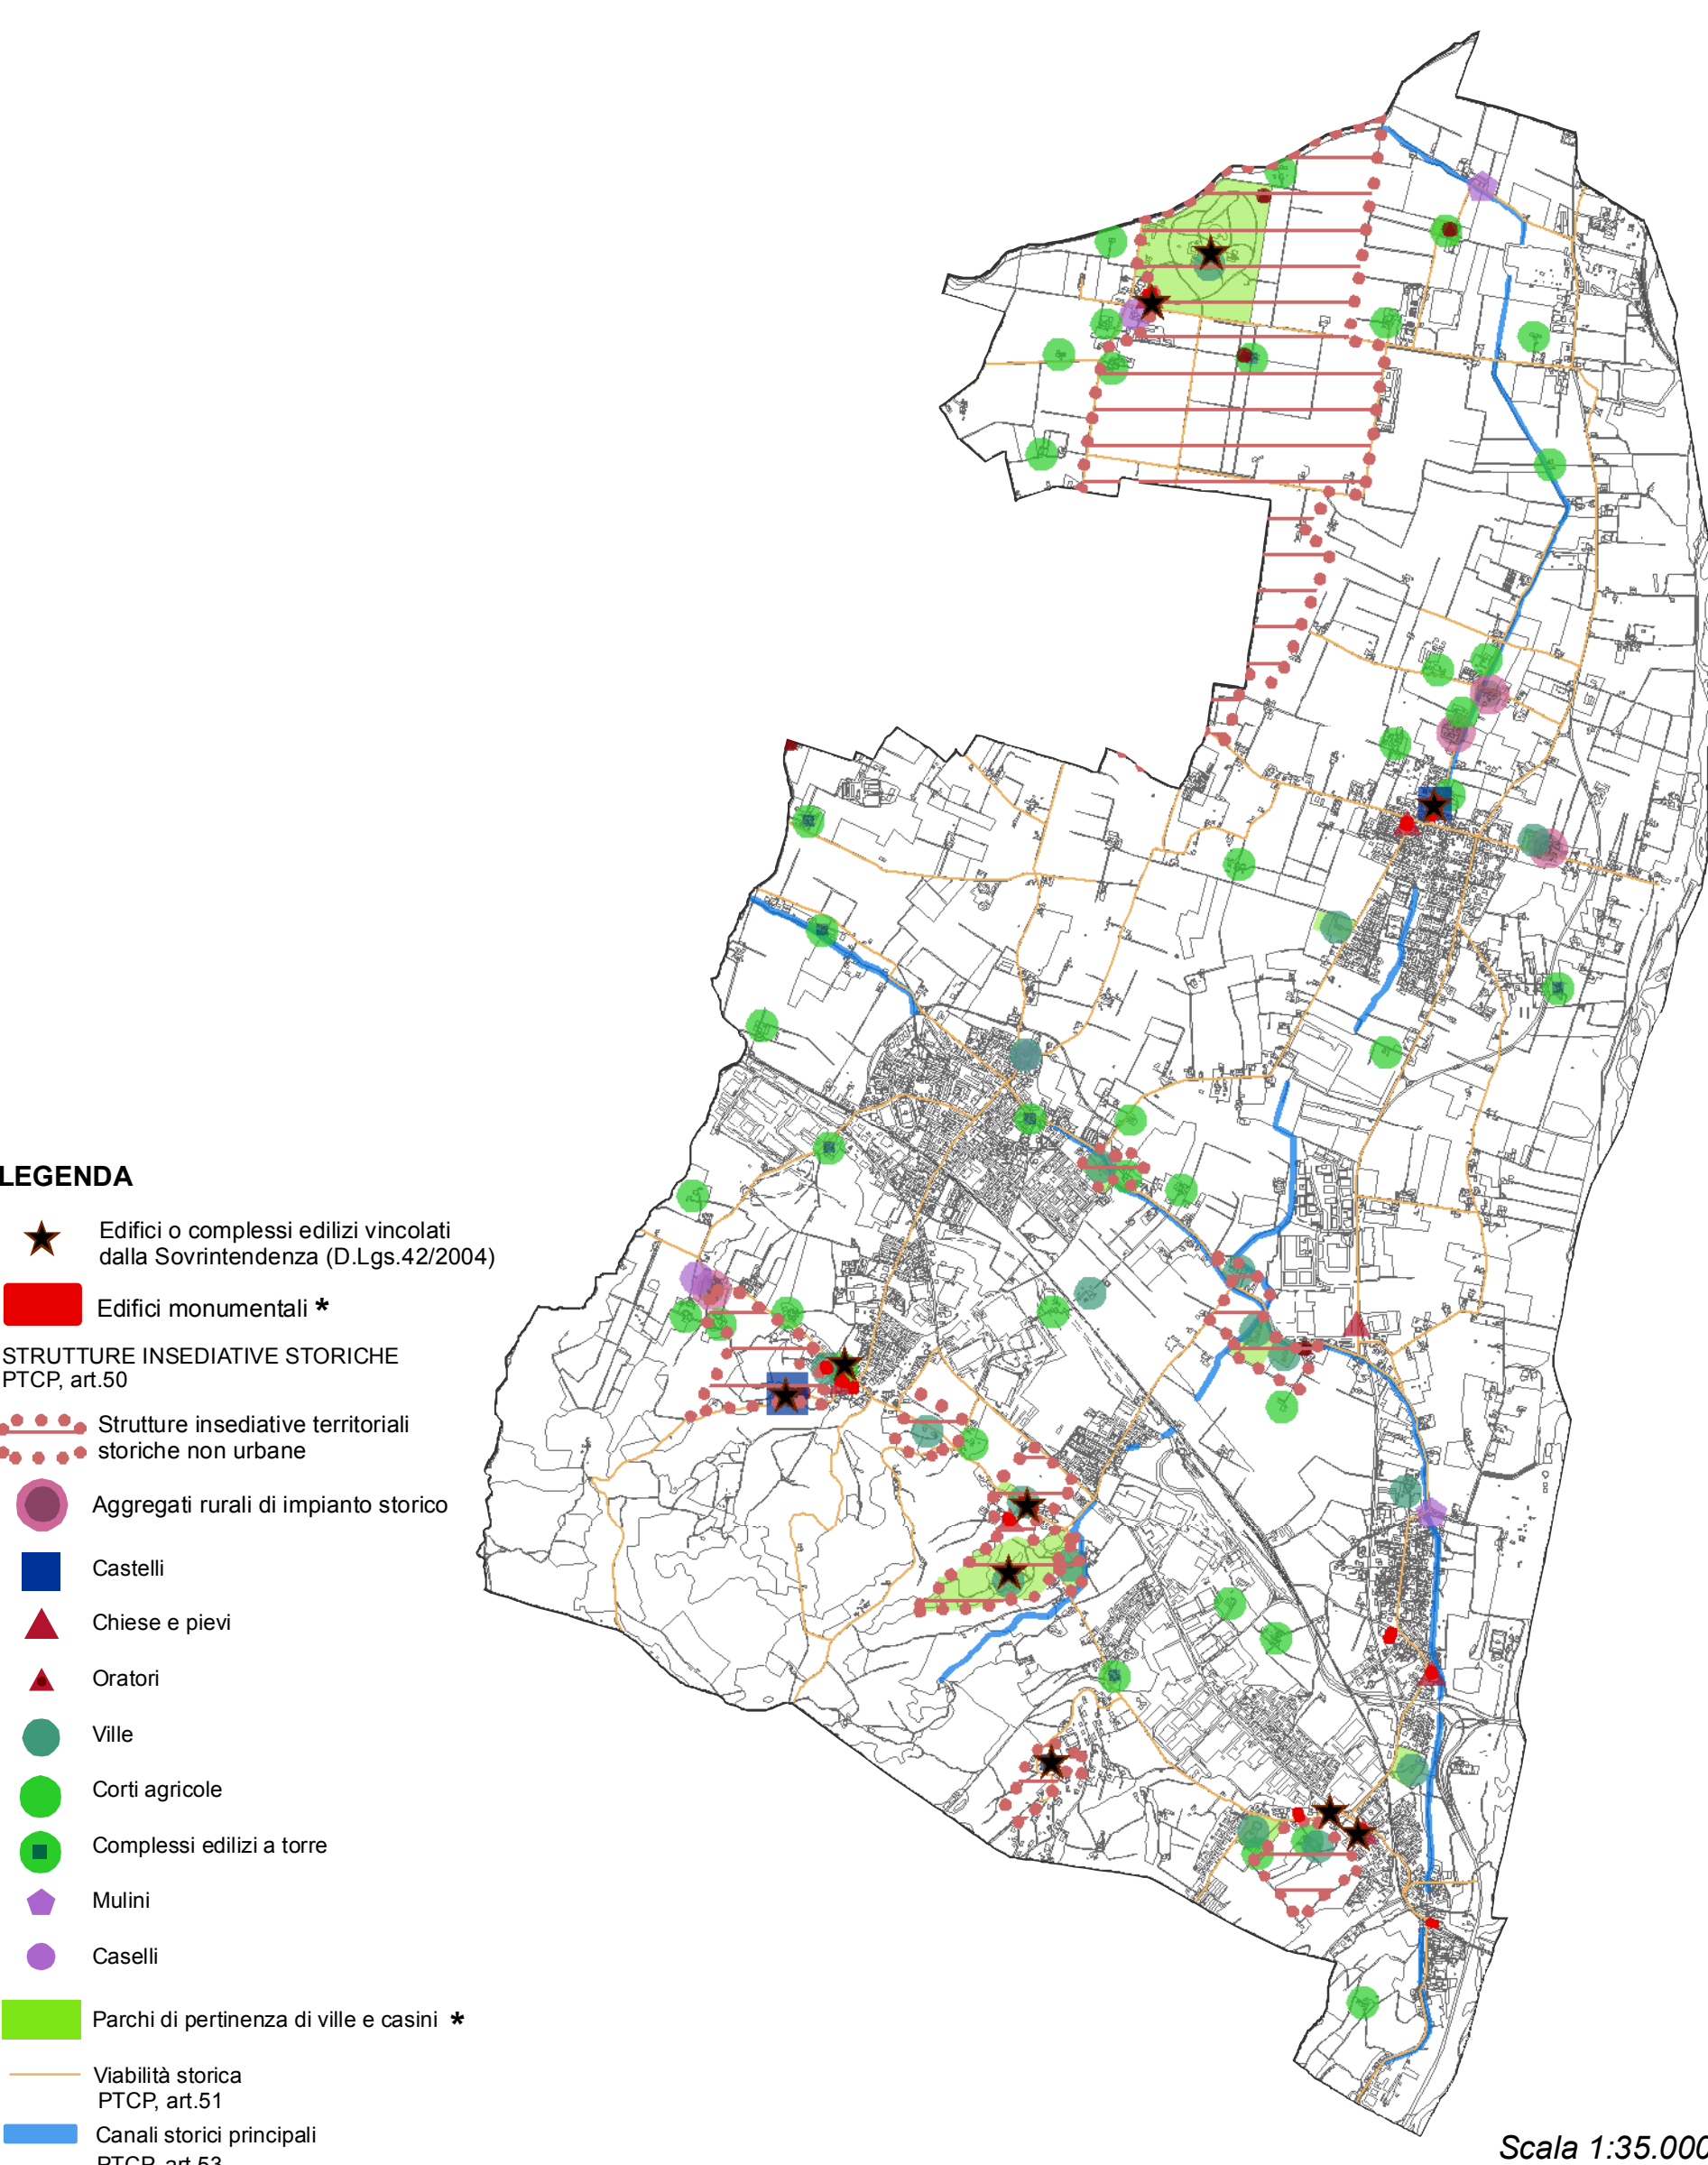 LEGENDA
Edifici o complessi edilizi vincolati
dalla Sovrintendenza (D.Lgs.42/2004)
Edifici monumentali *
STRUTTURE INSEDIATIVE STORICHE
PTCP, art.50
Strutture insediative territoriali
storiche non urbane
Aggregati rurali di impianto storico
Castelli
Chiese e pievi
Oratori
Ville
Corti agricole
Complessi edilizi a torre
Mulini
Caselli
Parchi di pertinenza di ville e casini *
Viabilità storica
PTCP, art.51
Canali storici principali
PTCP, art.53
Scala 1:35.000